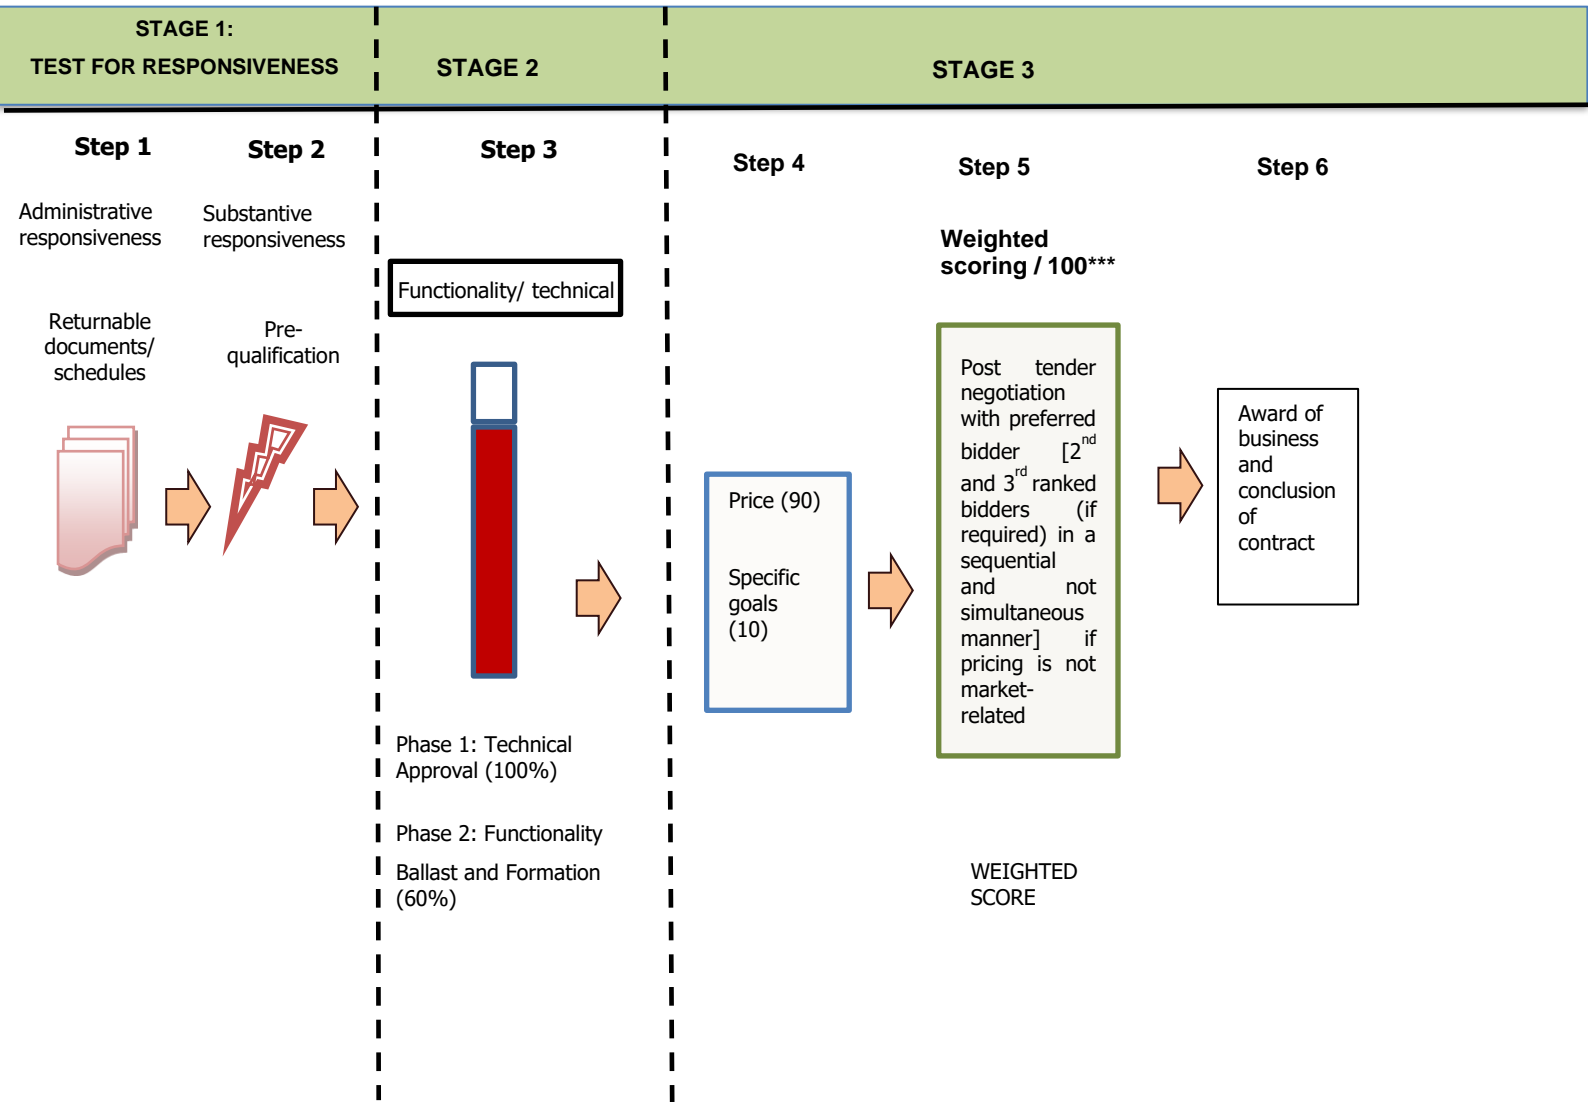 STAGE 1:
TEST FOR RESPONSIVENESS
STAGE 2
STAGE 3
Step 1
Step 2
Step 3
Step 4
Step 5
Step 6
Administrative
responsiveness
Substantive
responsiveness
Returnable
documents/
schedules
Pre-
qualification
Functionality/ technical
Phase 1: Technical
Approval (100%)
Phase 2: Functionality
Ballast and Formation
(60%)
Price (90)
Specific
goals
(10)
Weighted
scoring / 100***
Post tender
negotiation
with preferred
bidder [2nd
and 3rd ranked
bidders (if
required) in a
sequential
and not
simultaneous
manner] if
pricing is not
market-
related
WEIGHTED
SCORE
Award of
business
and
conclusion
of
contract